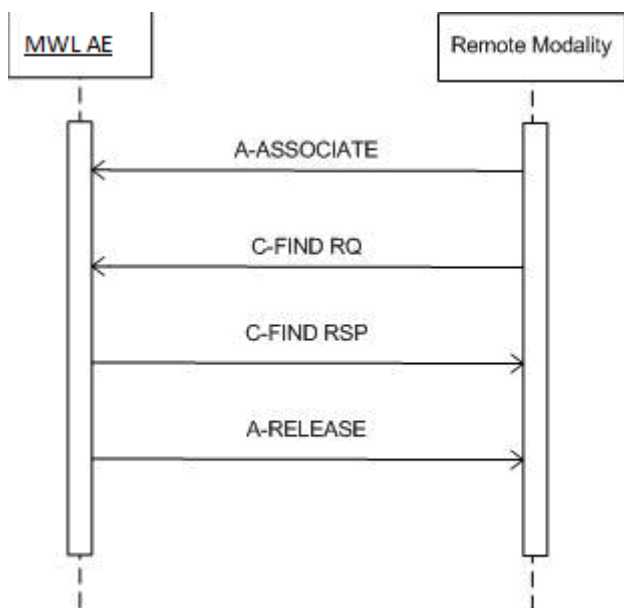 MWL AE
Remote Modality
A-ASSOCIATE
C-FIND RQ
C-FIND RSP
A-RELEASE